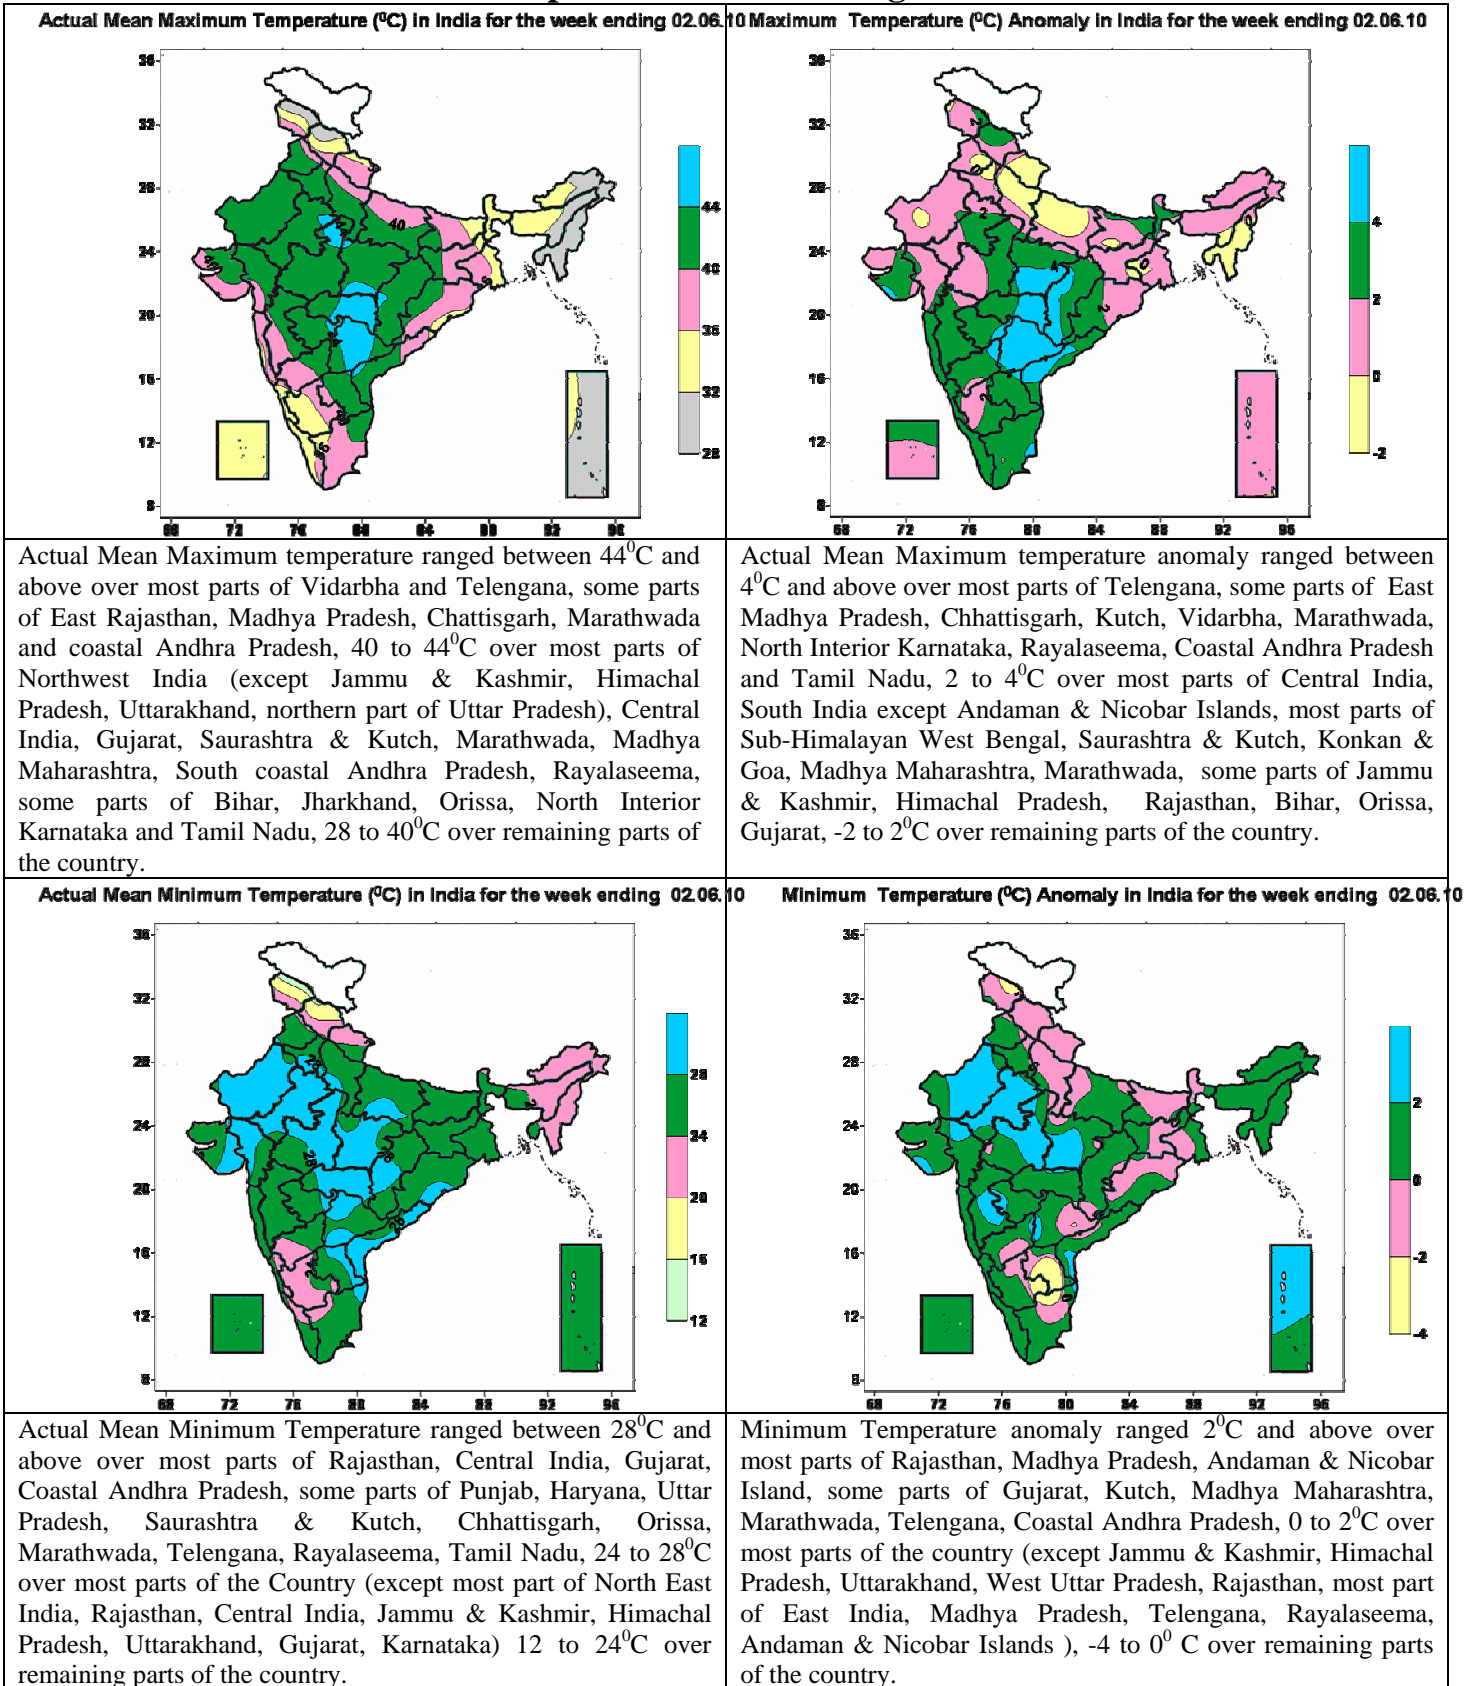 Actual Mean Maximum Temperature (⁰C) in India for the week ending 02.06.10
Maximum Temperature (⁰C) Anomaly in India for the week ending 02.06.10
Actual Mean Maximum temperature ranged between 44⁰C and
above over most parts of Vidarbha and Telengana, some parts
of East Rajasthan, Madhya Pradesh, Chattisgarh, Marathwada
and coastal Andhra Pradesh, 40 to 44⁰C over most parts of
Northwest India (except Jammu & Kashmir, Himachal
Pradesh, Uttarakhand, northern part of Uttar Pradesh), Central
India, Gujarat, Saurashtra & Kutch, Marathwada, Madhya
Maharashtra, South coastal Andhra Pradesh, Rayalaseema,
some parts of Bihar, Jharkhand, Orissa, North Interior
Karnataka and Tamil Nadu, 28 to 40⁰C over remaining parts of
the country.
Actual Mean Maximum temperature anomaly ranged between
4⁰C and above over most parts of Telengana, some parts of East
Madhya Pradesh, Chhattisgarh, Kutch, Vidarbha, Marathwada,
North Interior Karnataka, Rayalaseema, Coastal Andhra Pradesh
and Tamil Nadu, 2 to 4⁰C over most parts of Central India,
South India except Andaman & Nicobar Islands, most parts of
Sub-Himalayan West Bengal, Saurashtra & Kutch, Konkan &
Goa, Madhya Maharashtra, Marathwada, some parts of Jammu
& Kashmir, Himachal Pradesh, Rajasthan, Bihar, Orissa,
Gujarat, -2 to 2⁰C over remaining parts of the country.
Actual Mean Minimum Temperature (⁰C) in India for the week ending 02.06.10
Minimum Temperature (⁰C) Anomaly in India for the week ending 02.06.10
Actual Mean Minimum Temperature ranged between 28⁰C and
above over most parts of Rajasthan, Central India, Gujarat,
Coastal Andhra Pradesh, some parts of Punjab, Haryana, Uttar
Pradesh, Saurashtra & Kutch, Chhattisgarh, Orissa,
Marathwada, Telengana, Rayalaseema, Tamil Nadu, 24 to 28⁰C
over most parts of the Country (except most part of North East
India, Rajasthan, Central India, Jammu & Kashmir, Himachal
Pradesh, Uttarakhand, Gujarat, Karnataka) 12 to 24⁰C over
remaining parts of the country.
Minimum Temperature anomaly ranged 2⁰C and above over
most parts of Rajasthan, Madhya Pradesh, Andaman & Nicobar
Island, some parts of Gujarat, Kutch, Madhya Maharashtra,
Marathwada, Telengana, Coastal Andhra Pradesh, 0 to 2⁰C over
most parts of the country (except Jammu & Kashmir, Himachal
Pradesh, Uttarakhand, West Uttar Pradesh, Rajasthan, most part
of East India, Madhya Pradesh, Telengana, Rayalaseema,
Andaman & Nicobar Islands ), -4 to 0⁰ C over remaining parts
of the country.